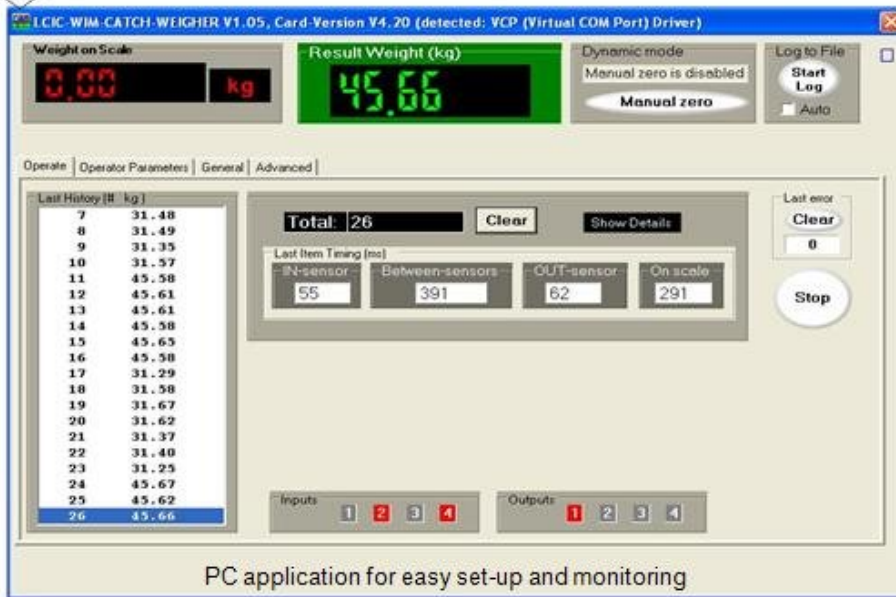 LCIC-WIM-CATCH-WEIGHER V1.05, Card-Version V4.20 (detected: VCP (Virtual COM Port) Driver)
Weight on Scale
0.00 kg
Result Weight (kg)
45.66
Dynamic mode
Manual zero is disabled
Manual zero
Log to File
Start
Log
Auto
Operate Operator Parameters General Advanced
Last History (# kg)
7 31.48
8 31.49
9 31.35
10 31.57
11 45.58
12 45.61
13 45.61
14 45.58
15 45.65
16 45.58
17 31.29
18 31.58
19 31.67
20 31.62
21 31.37
22 31.40
23 31.25
24 45.67
25 45.62
26 45.66
Total: 26
Clear
Show Details
Last Item Timing (ms)
IN-sensor Between-sensors OUT-sensor On scale
55 391 62 291
Last error
Clear
0
Stop
Inputs
1 2 3 4
Outputs
1 2 3 4
PC application for easy set-up and monitoring